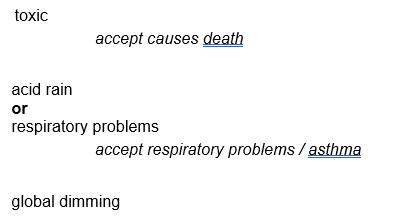 toxic
accept causes death
acid rain
or
respiratory problems
accept respiratory problems / asthma
global dimming